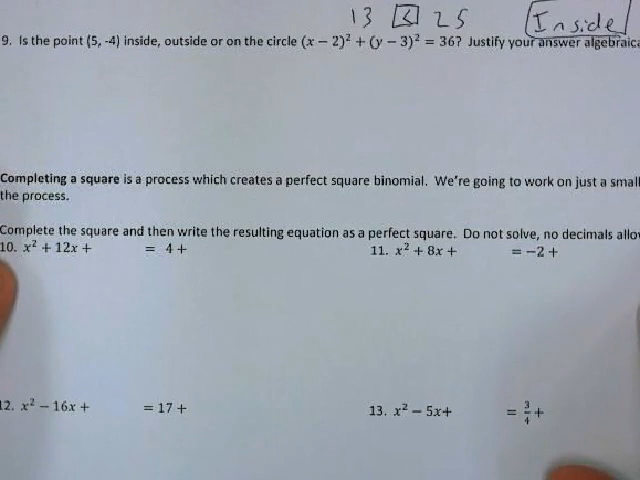 13 < 25 Inside
9. Is the point (5, -4) inside, outside or on the circle (x − 2)² + (y − 3)² = 36? Justify your answer algebraica
Completing a square is a process which creates a perfect square binomial. We're going to work on just a small
the process.
Complete the square and then write the resulting equation as a perfect square. Do not solve, no decimals allow
10. x² + 12x + = 4 + 11. x² + 8x + = −2 +
12. x² − 16x + = 17 + 13. x² − 5x+ = 3/4 +